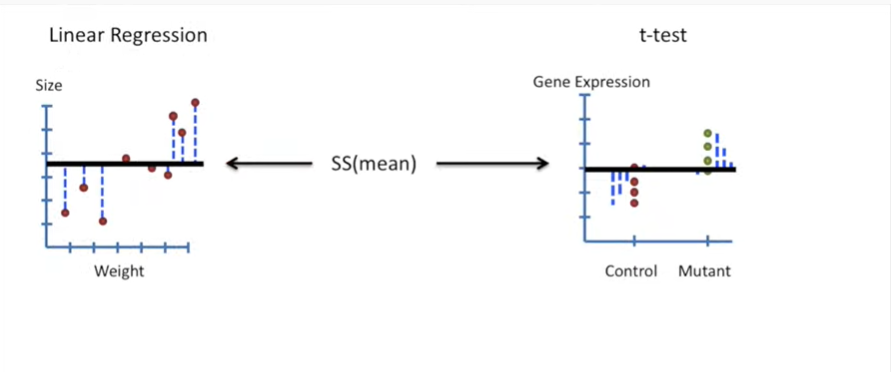 Linear Regression
t-test
Size
Gene Expression
SS(mean)
Weight
Control Mutant